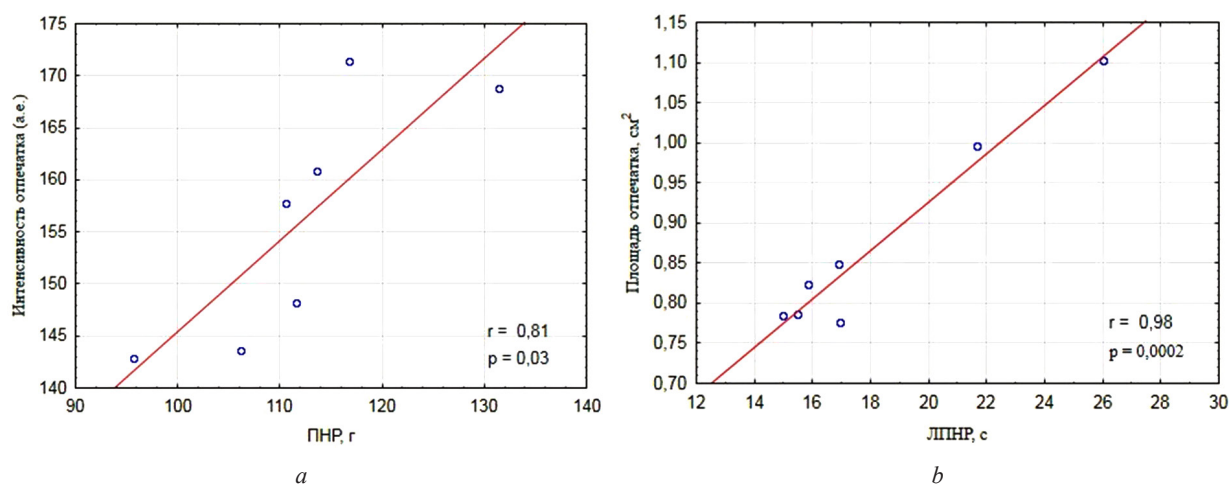 175
170
165
160
155
150
145
140
Интенсивность отпечатка (а.е.)
r = 0,81
p = 0,03
90 100 110 120 130 140
ПНР, г
a
1,15
1,10
1,05
1,00
0,95
0,90
0,85
0,80
0,75
0,70
Площадь отпечатка, см²
r = 0,98
p = 0,0002
12 14 16 18 20 22 24 26 28 30
ЛПНР, с
b